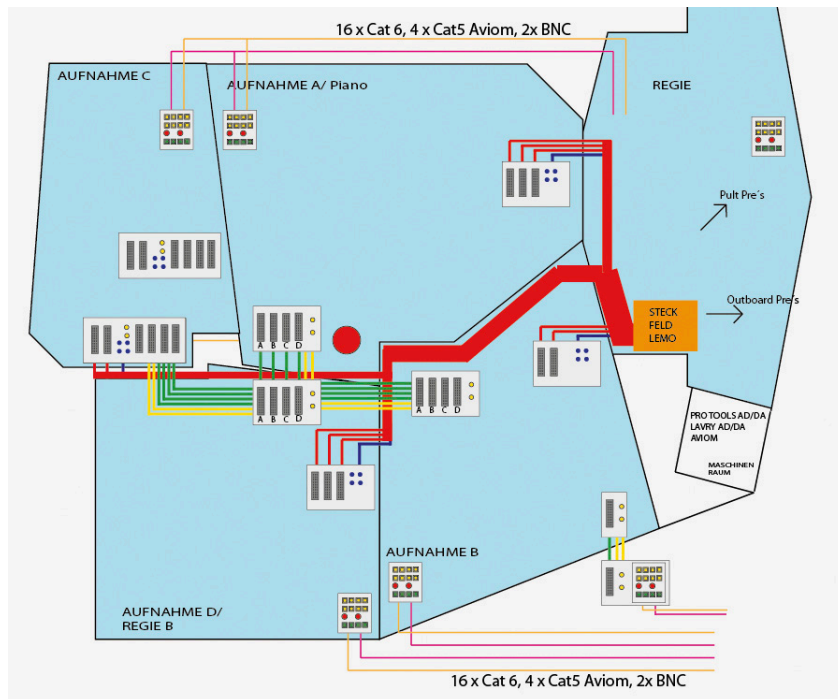 16 x Cat 6, 4 x Cat5 Aviom, 2x BNC
AUFNAHME C
AUFNAHME A/ Piano
REGIE
Pult Pre´s
Outboard Pre's
STECK
FELD
LEMO
A B C D
A B C D
A B C D
PRO TOOLS AD/DA
LAVRY AD/DA
AVIOM
MASCHINEN
RAUM
AUFNAHME B
AUFNAHME D/
REGIE B
16 x Cat 6, 4 x Cat5 Aviom, 2x BNC